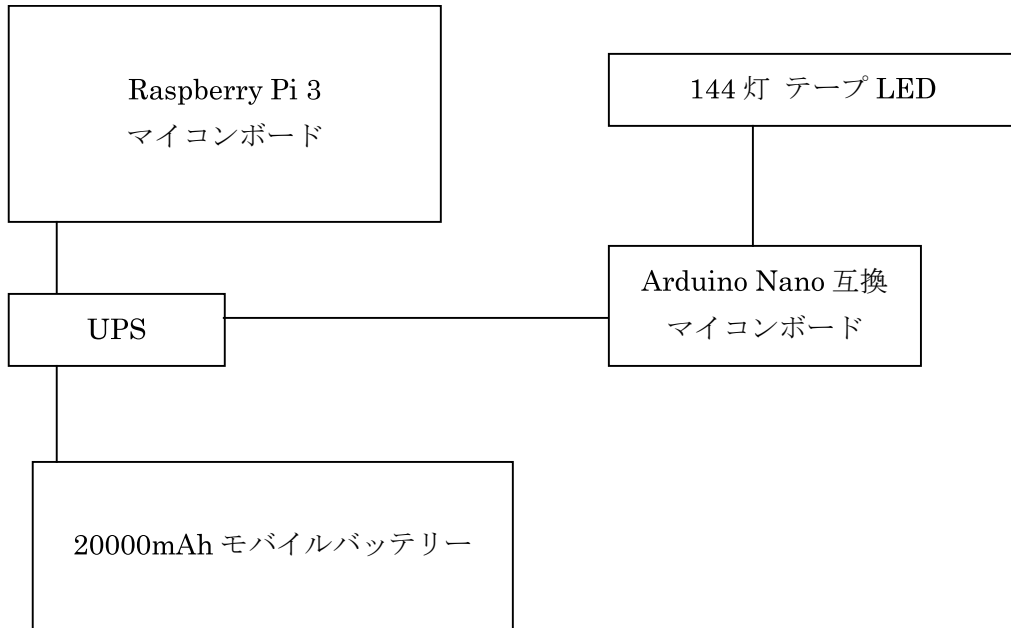 Raspberry Pi 3
マイコンボード
144 灯 テープ LED
Arduino Nano 互換
マイコンボード
UPS
20000mAh モバイルバッテリー